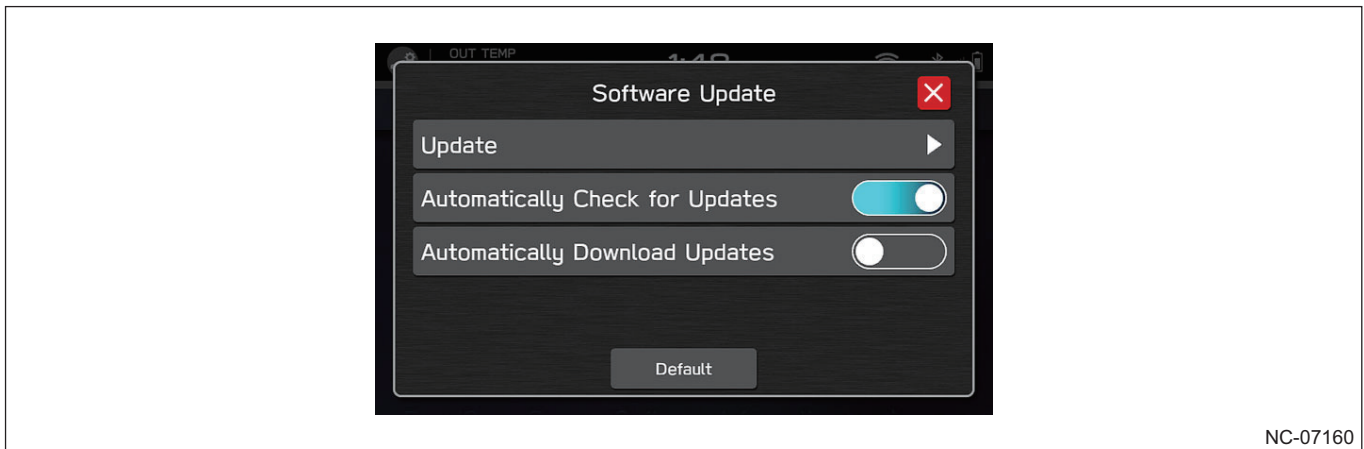 OUT TEMP
Software Update
Update
Automatically Check for Updates
Automatically Download Updates
Default
NC-07160